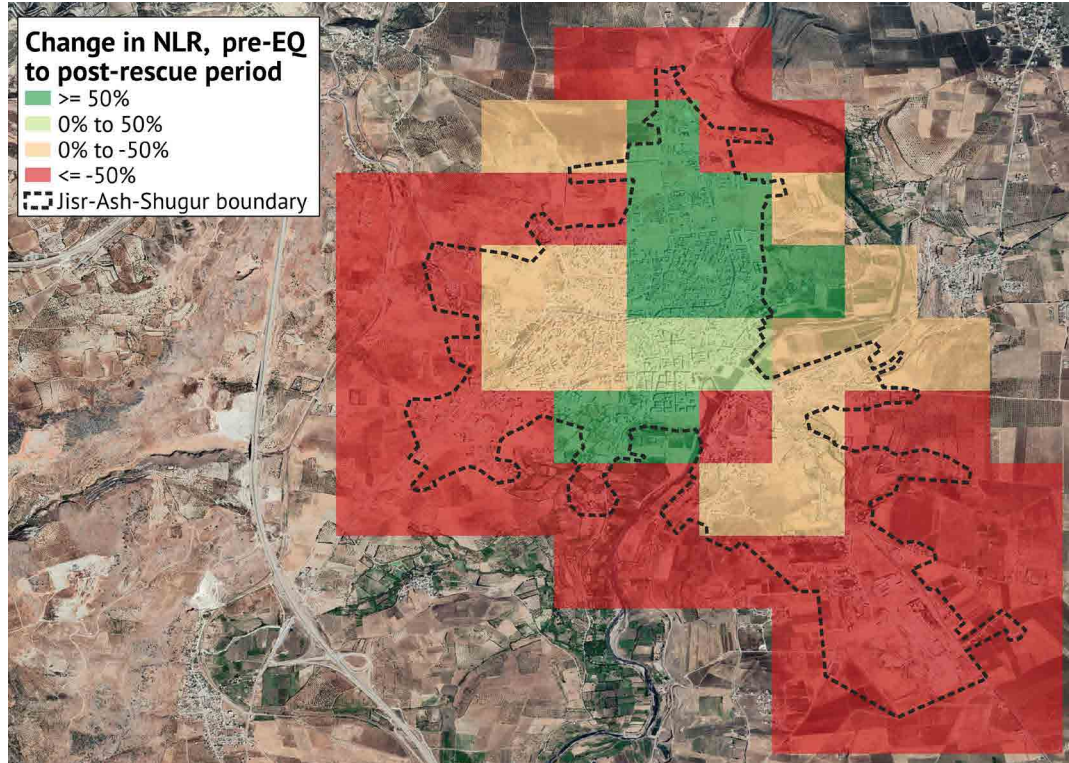 Change in NLR, pre-EQ
to post-rescue period
>= 50%
0% to 50%
0% to -50%
<= -50%
Jisr-Ash-Shugur boundary